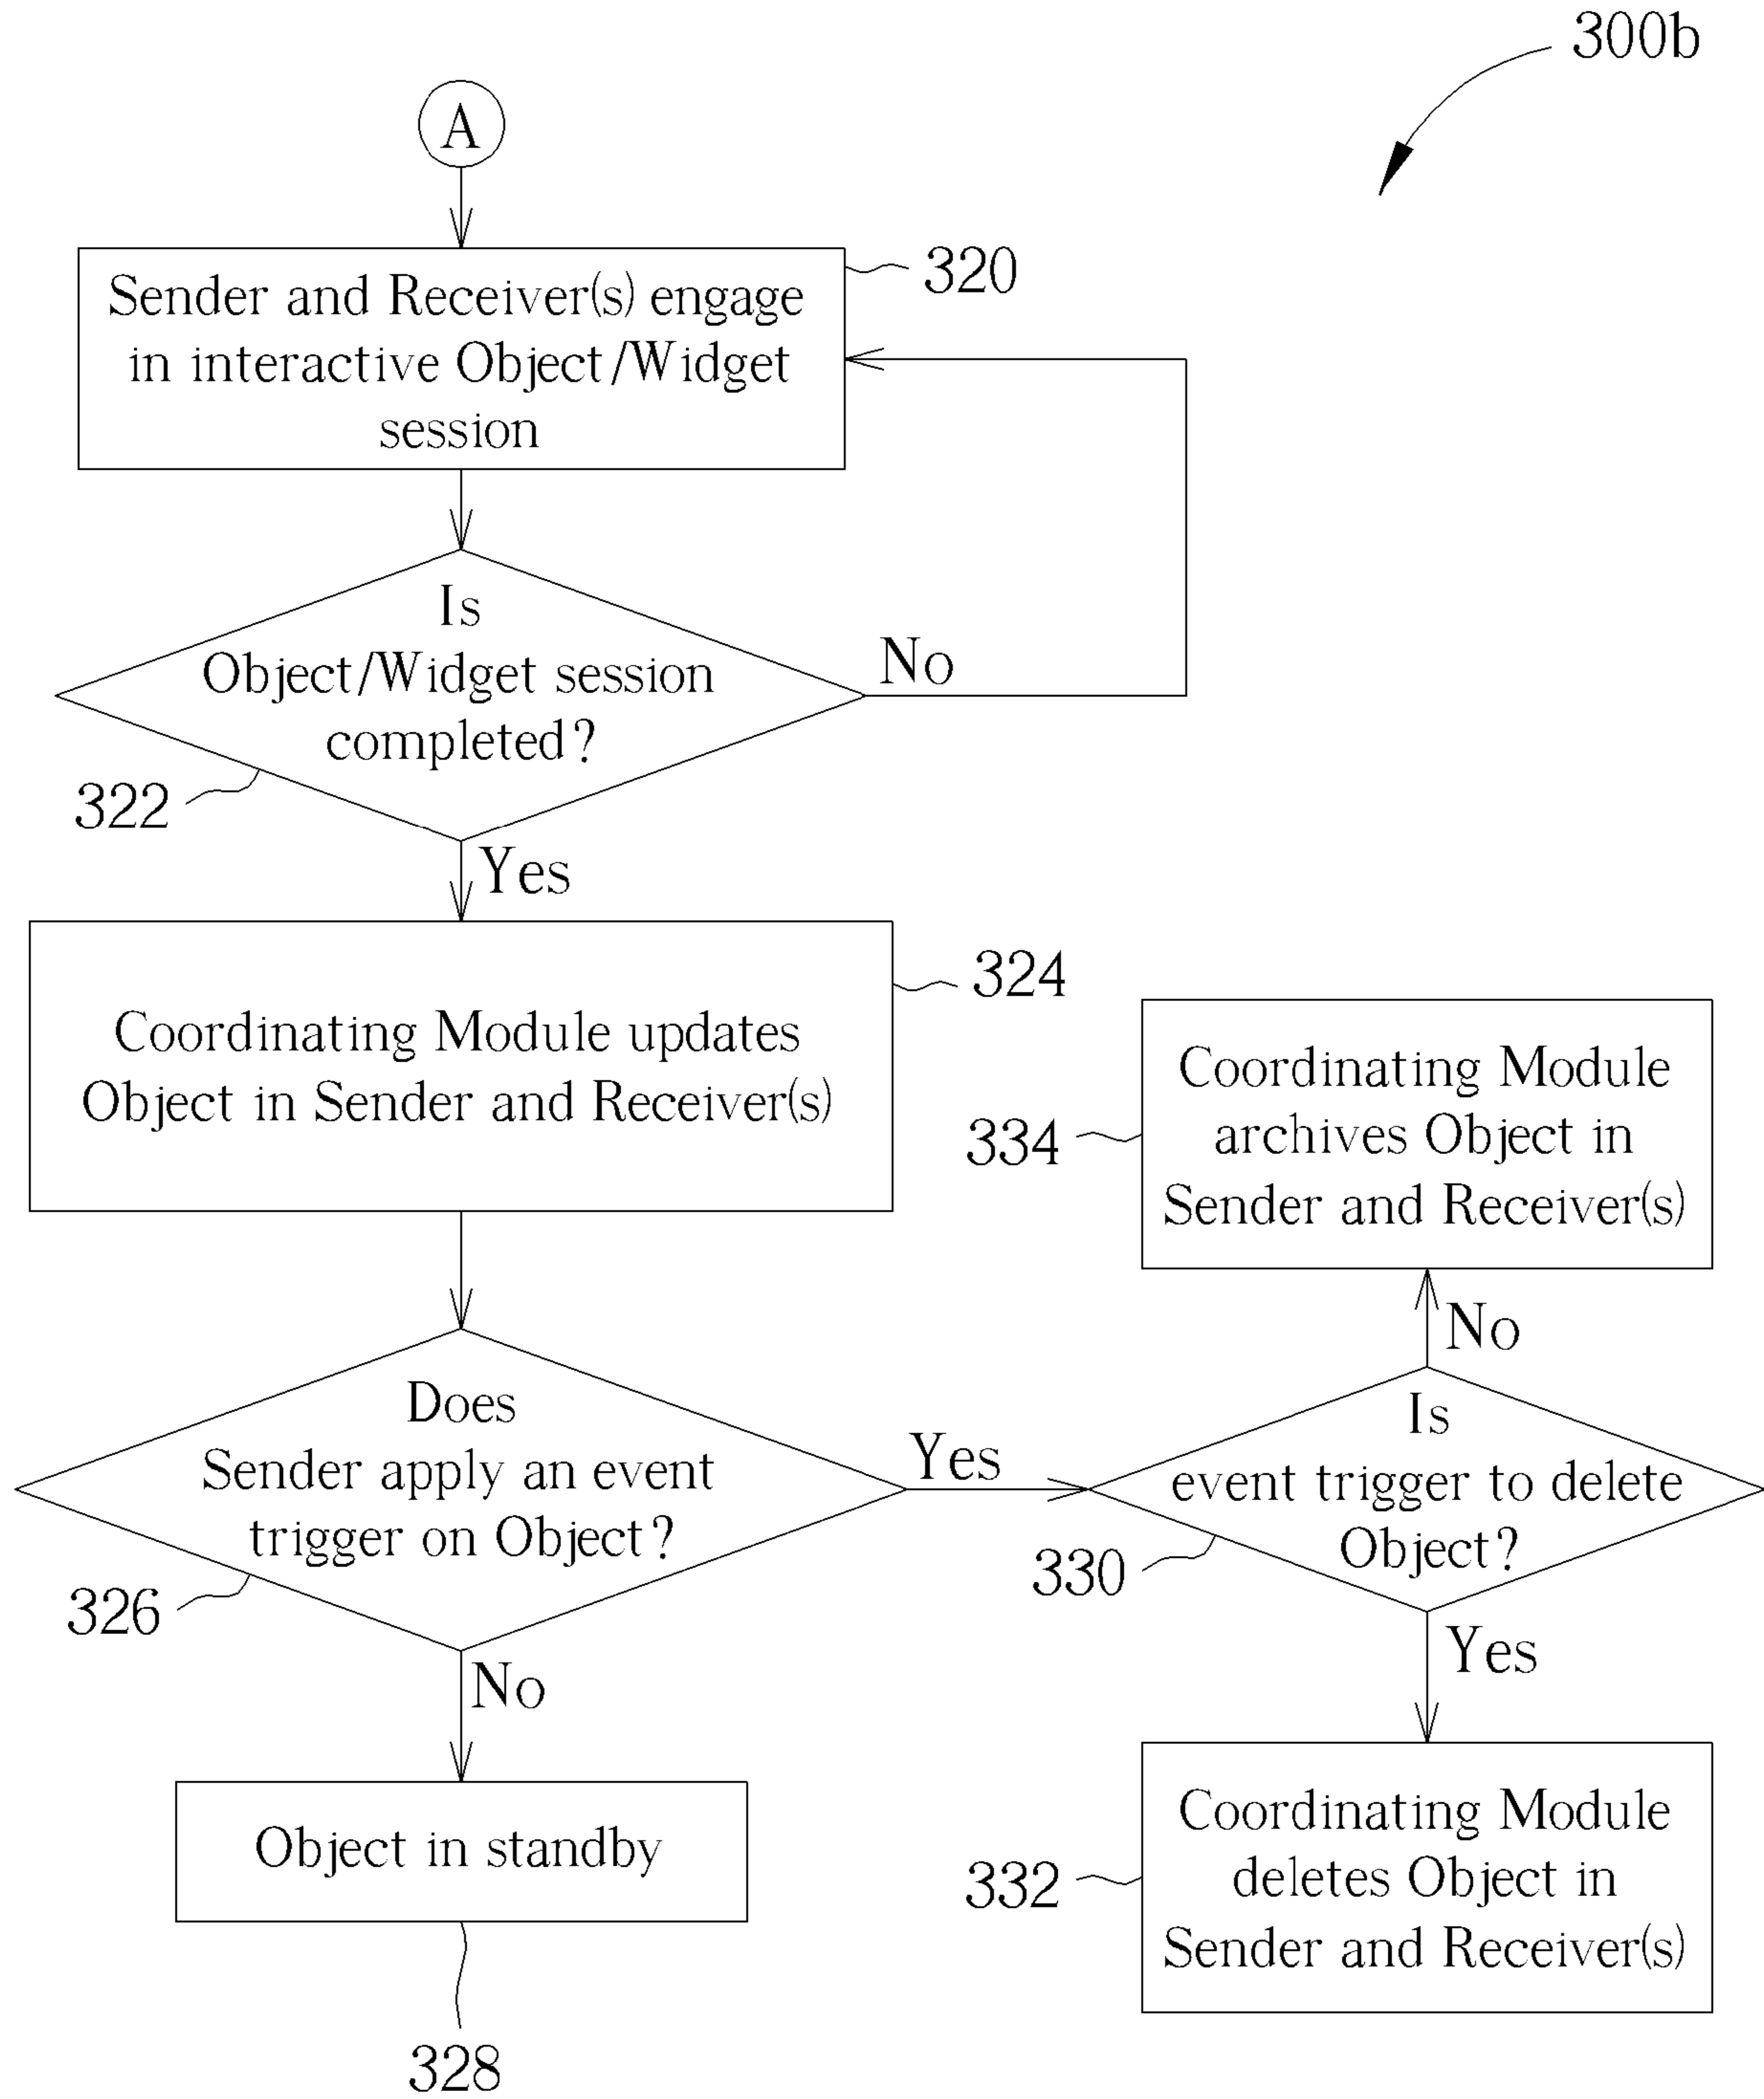 300b
A
320
Sender and Receiver(s) engage
in interactive Object/Widget
session
Is
Object/Widget session
completed?
No
322
Yes
324
Coordinating Module updates
Object in Sender and Receiver(s)
334
Coordinating Module
archives Object in
Sender and Receiver(s)
No
Does
Sender apply an event
trigger on Object?
Yes
326
Is
event trigger to delete
Object?
330
No
Yes
Object in standby
328
332
Coordinating Module
deletes Object in
Sender and Receiver(s)